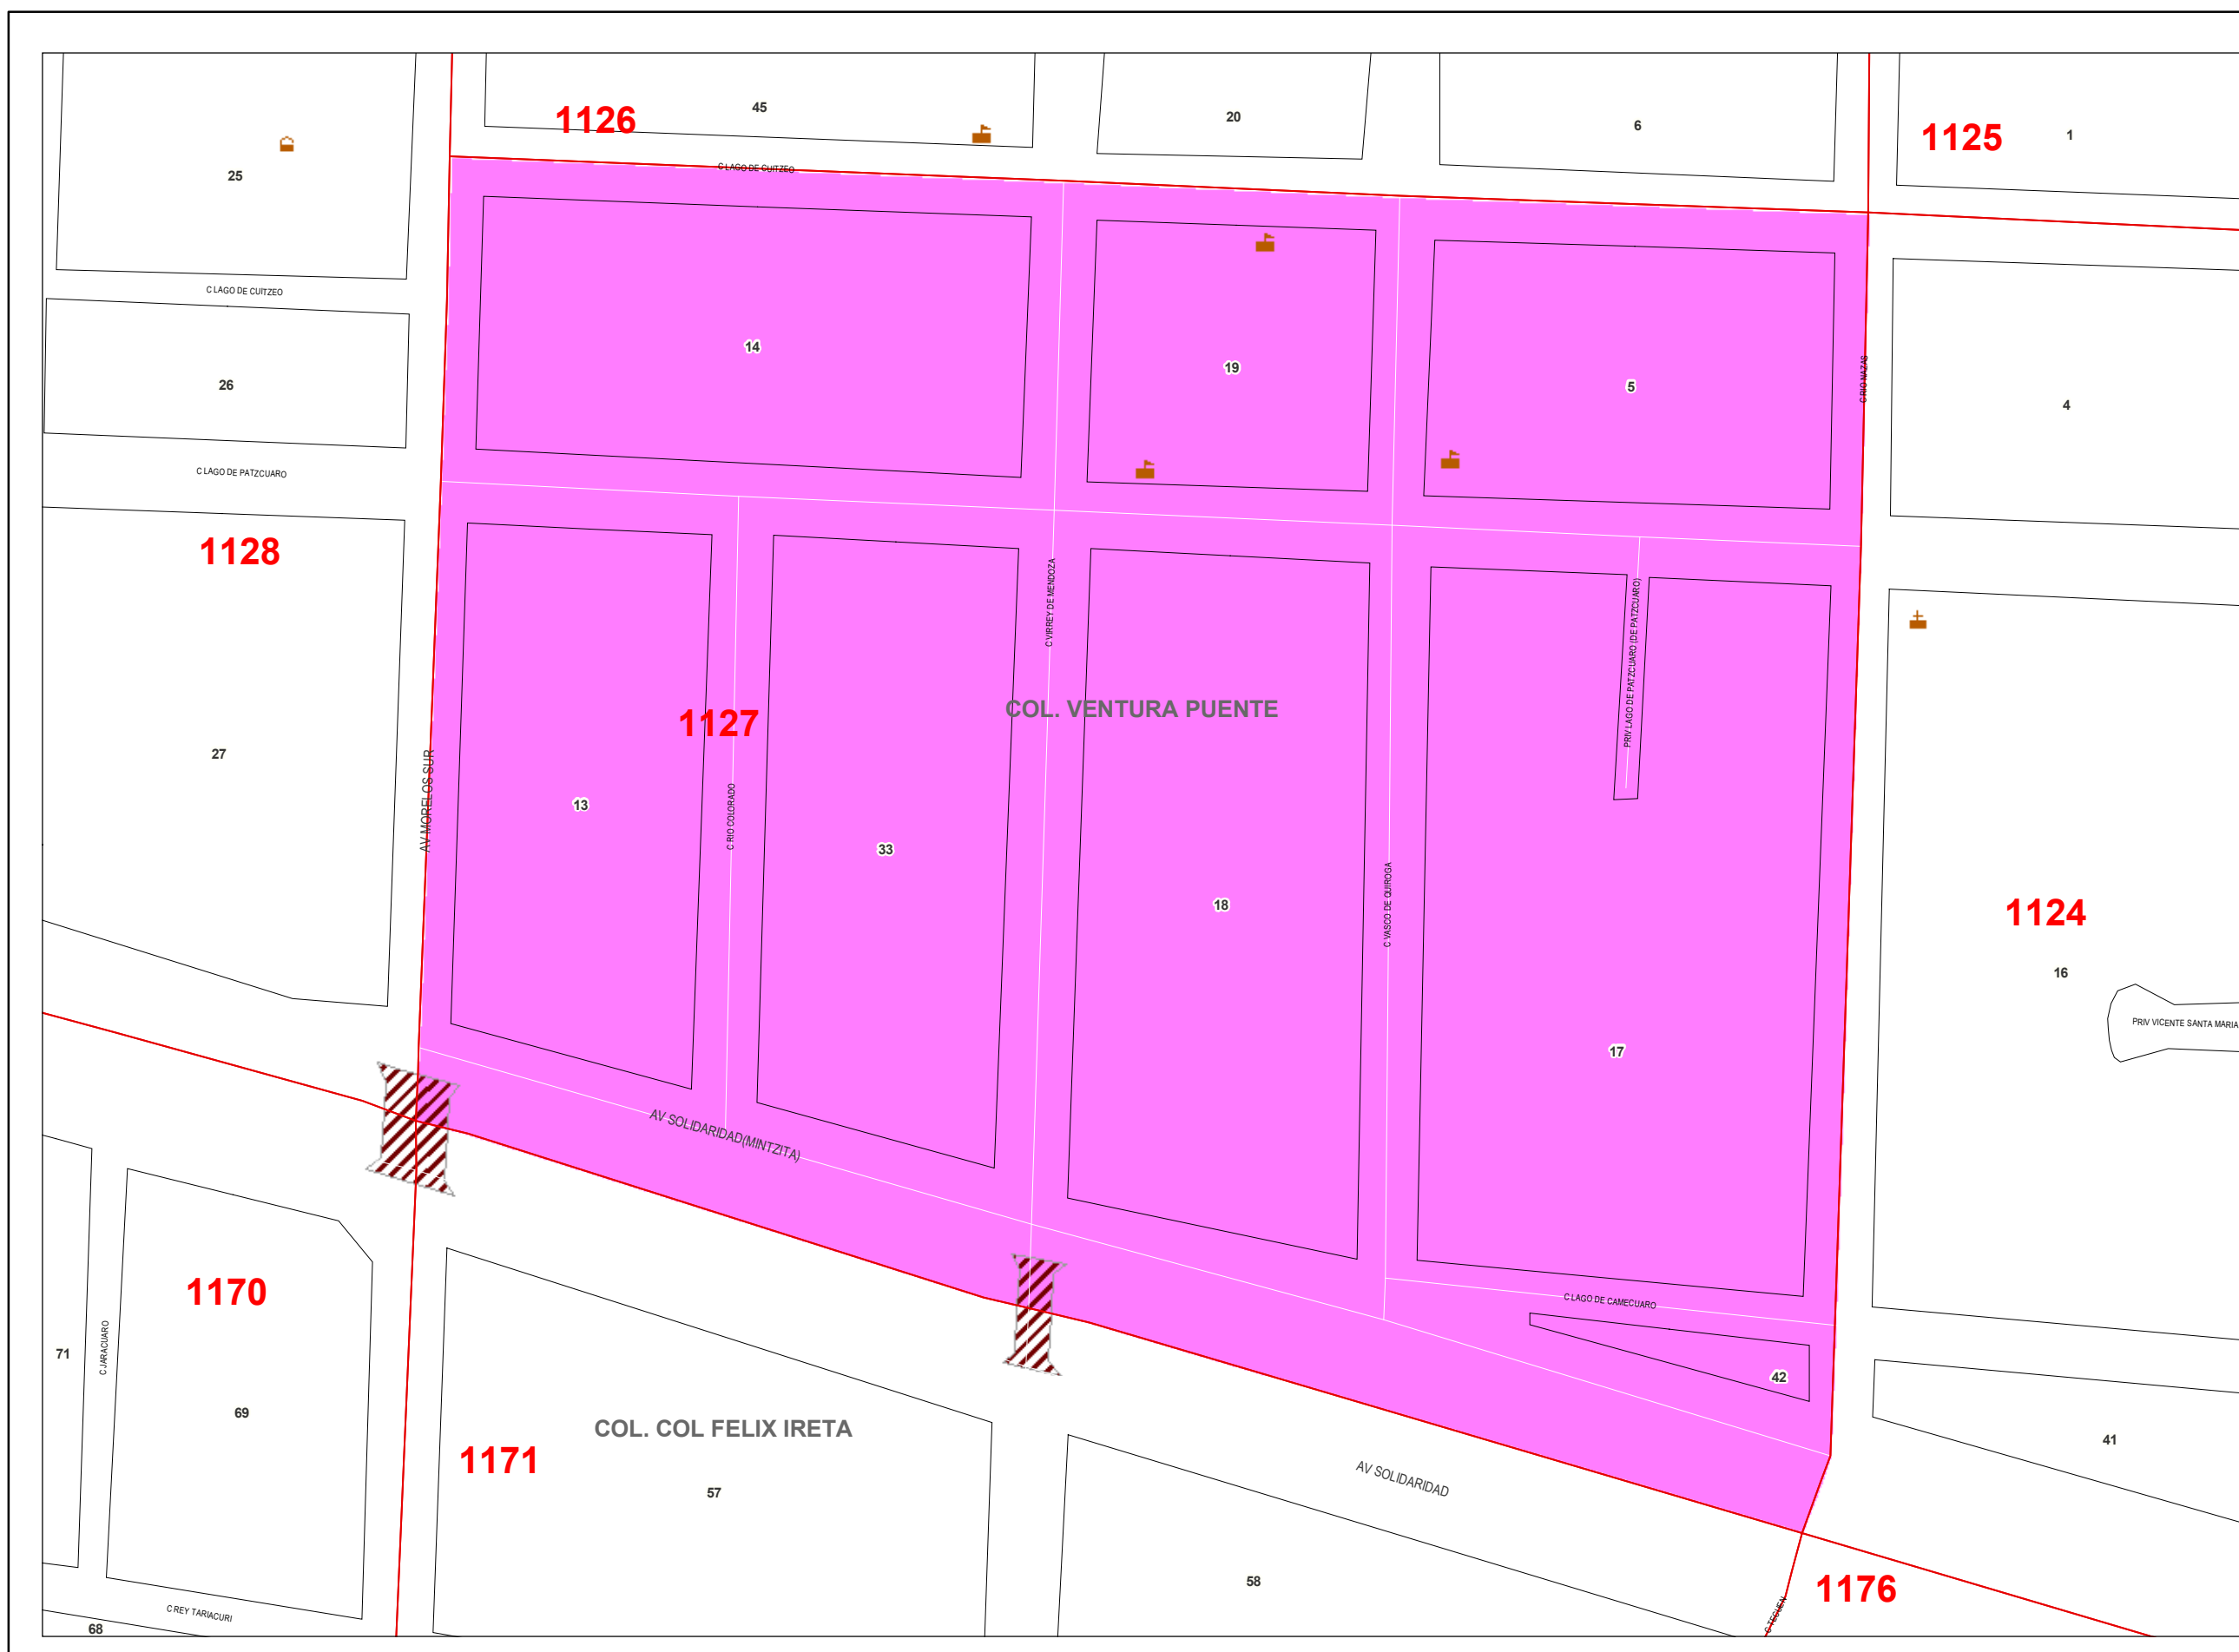 45
20
6
1
1126
1125
C LAGO DE CUITZEO
25
C LAGO DE CUITZEO
14
19
5
26
4
C RIO NAZAS
C LAGO DE PATZCUARO
1128
C VIRREY DE MENDOZA
PRIV LAGO DE PATZCUARO (DE PATZCUARO)
COL. VENTURA PUENTE
1127
27
AV MORELOS SUR
13
C RIO COLORADO
33
18
C VASCO DE QUIROGA
1124
16
PRIV VICENTE SANTA MARIA
17
AV SOLIDARIDAD(MINTZITA)
1170
C LAGO DE CAMECUARO
71
C JARACUARO
42
69
COL. COL FELIX IRETA
1171
41
57
AV SOLIDARIDAD
58
1176
C REY TARIACURI
68